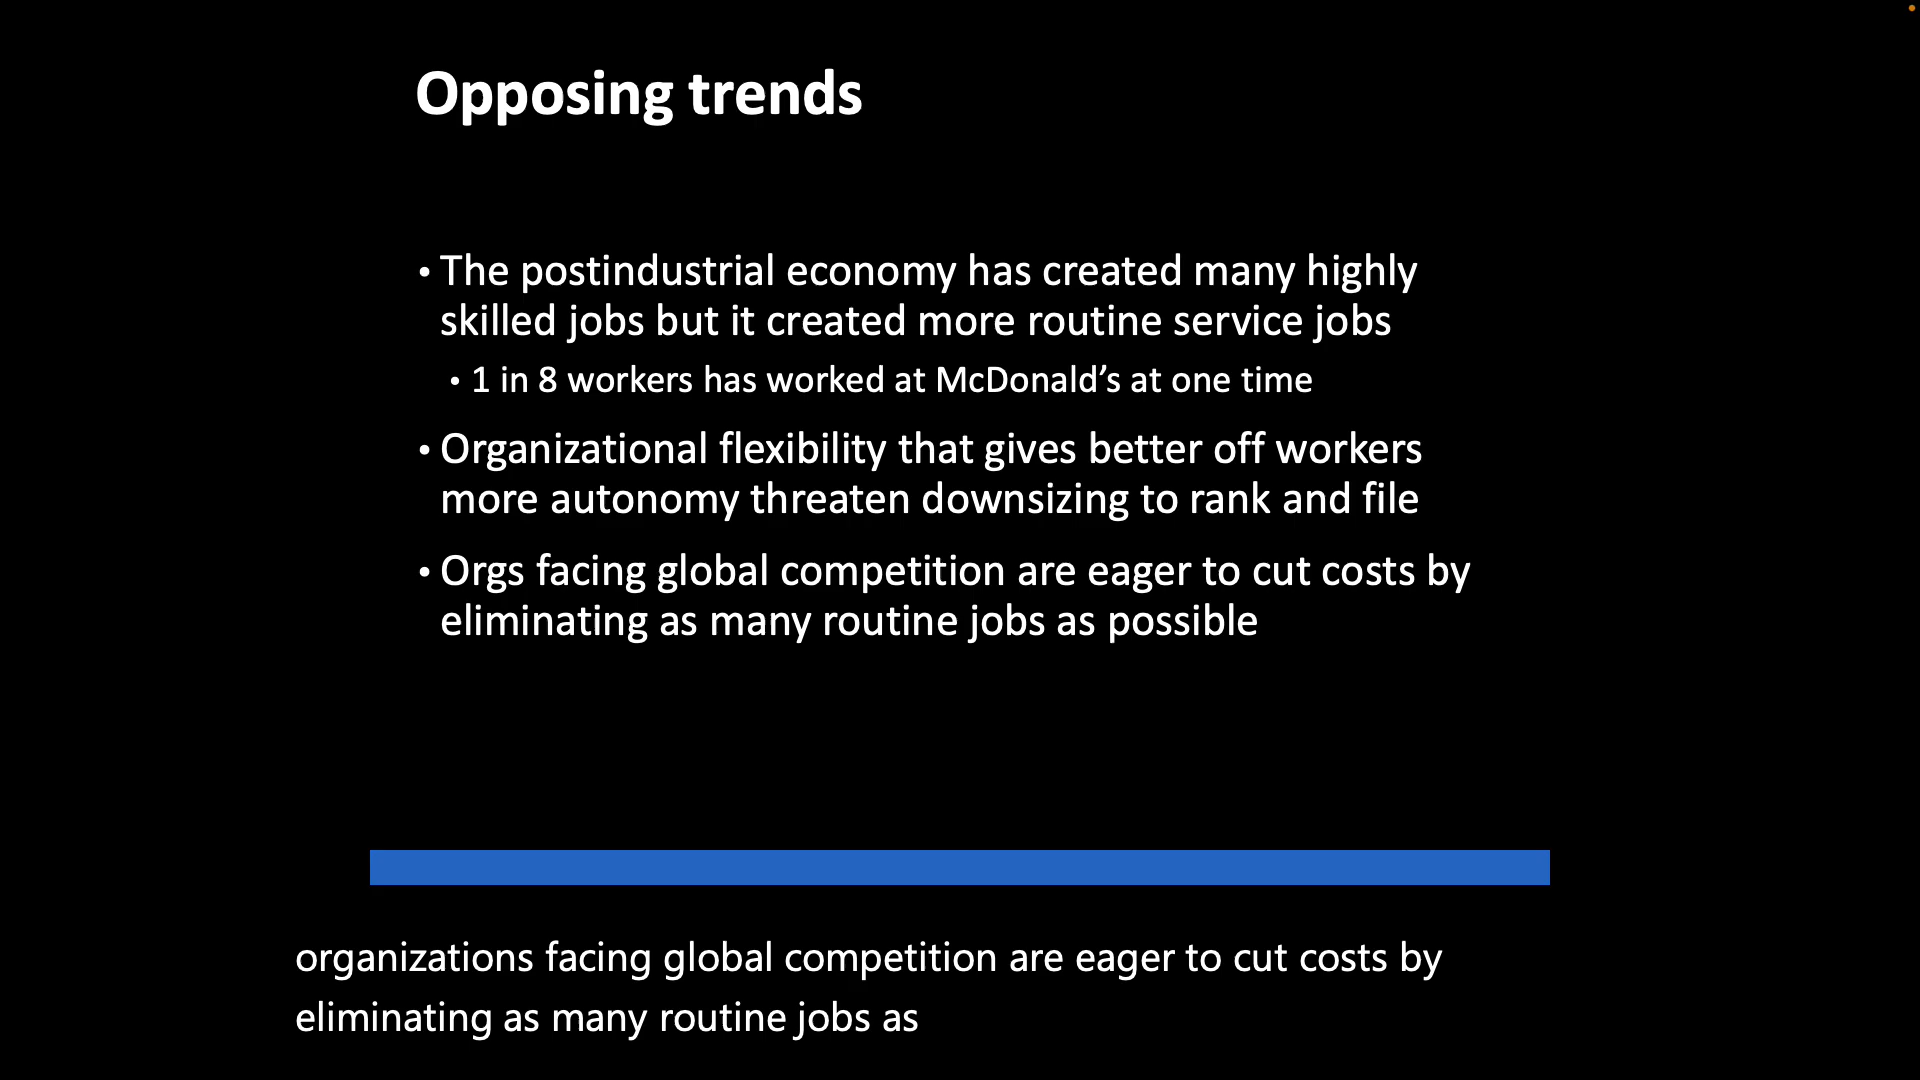 Opposing trends
• The postindustrial economy has created many highly
skilled jobs but it created more routine service jobs
• 1 in 8 workers has worked at McDonald’s at one time
• Organizational flexibility that gives better off workers
more autonomy threaten downsizing to rank and file
• Orgs facing global competition are eager to cut costs by
eliminating as many routine jobs as possible
organizations facing global competition are eager to cut costs by
eliminating as many routine jobs as